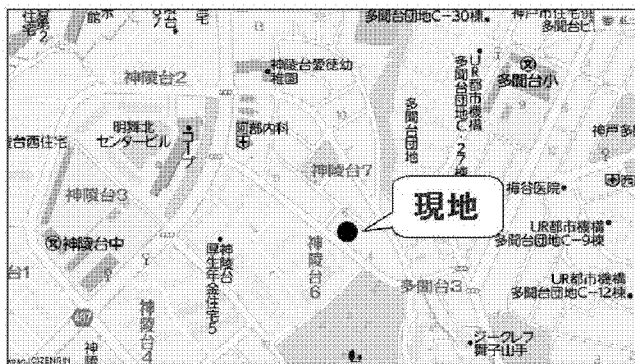 多聞台団地C-30棟
神陵台愛徳幼
稚園
多聞台小
神陵台2
UR都市機構
多聞台団地C-27棟
多聞台団地
明舞北
センタービル
コープ
阿部内科
神陵台7
神陵台3
梅谷医院
現地
神陵台中
神陵台
厚生年金住宅5
神陵台6
UR都市機構
多聞台団地C-9棟
多聞台3
UR都市機構
多聞台団地C-12棟
神陵台4
ジークレフ
舞子山手